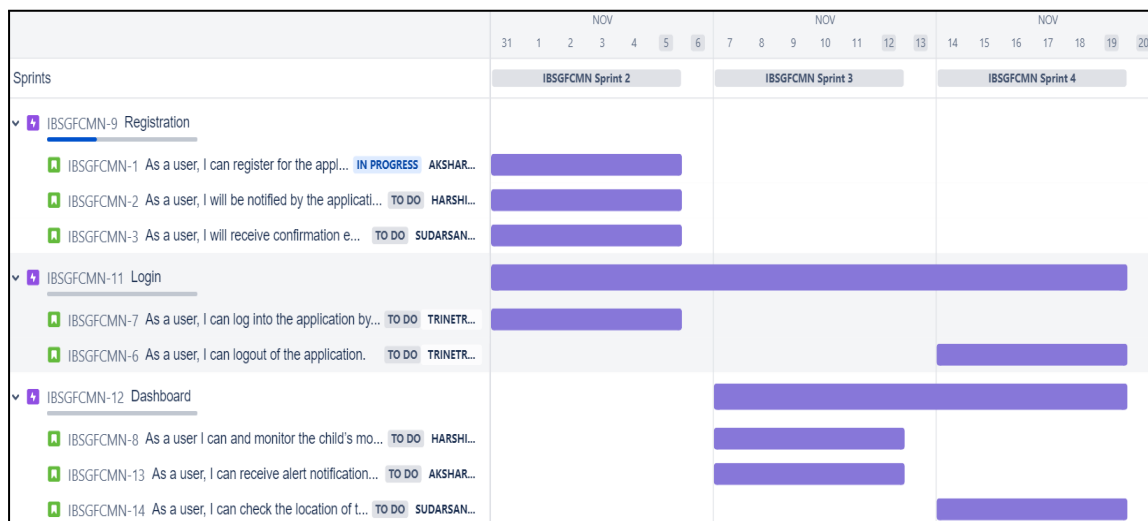 NOV NOV NOV
31 1 2 3 4 5 6 7 8 9 10 11 12 13 14 15 16 17 18 19 20
Sprints IBSGFCMN Sprint 2 IBSGFCMN Sprint 3 IBSGFCMN Sprint 4
IBSGFCMN-9 Registration
IBSGFCMN-1 As a user, I can register for the appl... IN PROGRESS AKSHAR...
IBSGFCMN-2 As a user, I will be notified by the applicati... TO DO HARSHI...
IBSGFCMN-3 As a user, I will receive confirmation e... TO DO SUDARSAN...
IBSGFCMN-11 Login
IBSGFCMN-7 As a user, I can log into the application by... TO DO TRINETR...
IBSGFCMN-6 As a user, I can logout of the application. TO DO TRINETR...
IBSGFCMN-12 Dashboard
IBSGFCMN-8 As a user I can and monitor the child's mo... TO DO HARSHI...
IBSGFCMN-13 As a user, I can receive alert notification... TO DO AKSHAR...
IBSGFCMN-14 As a user, I can check the location of t... TO DO SUDARSAN...